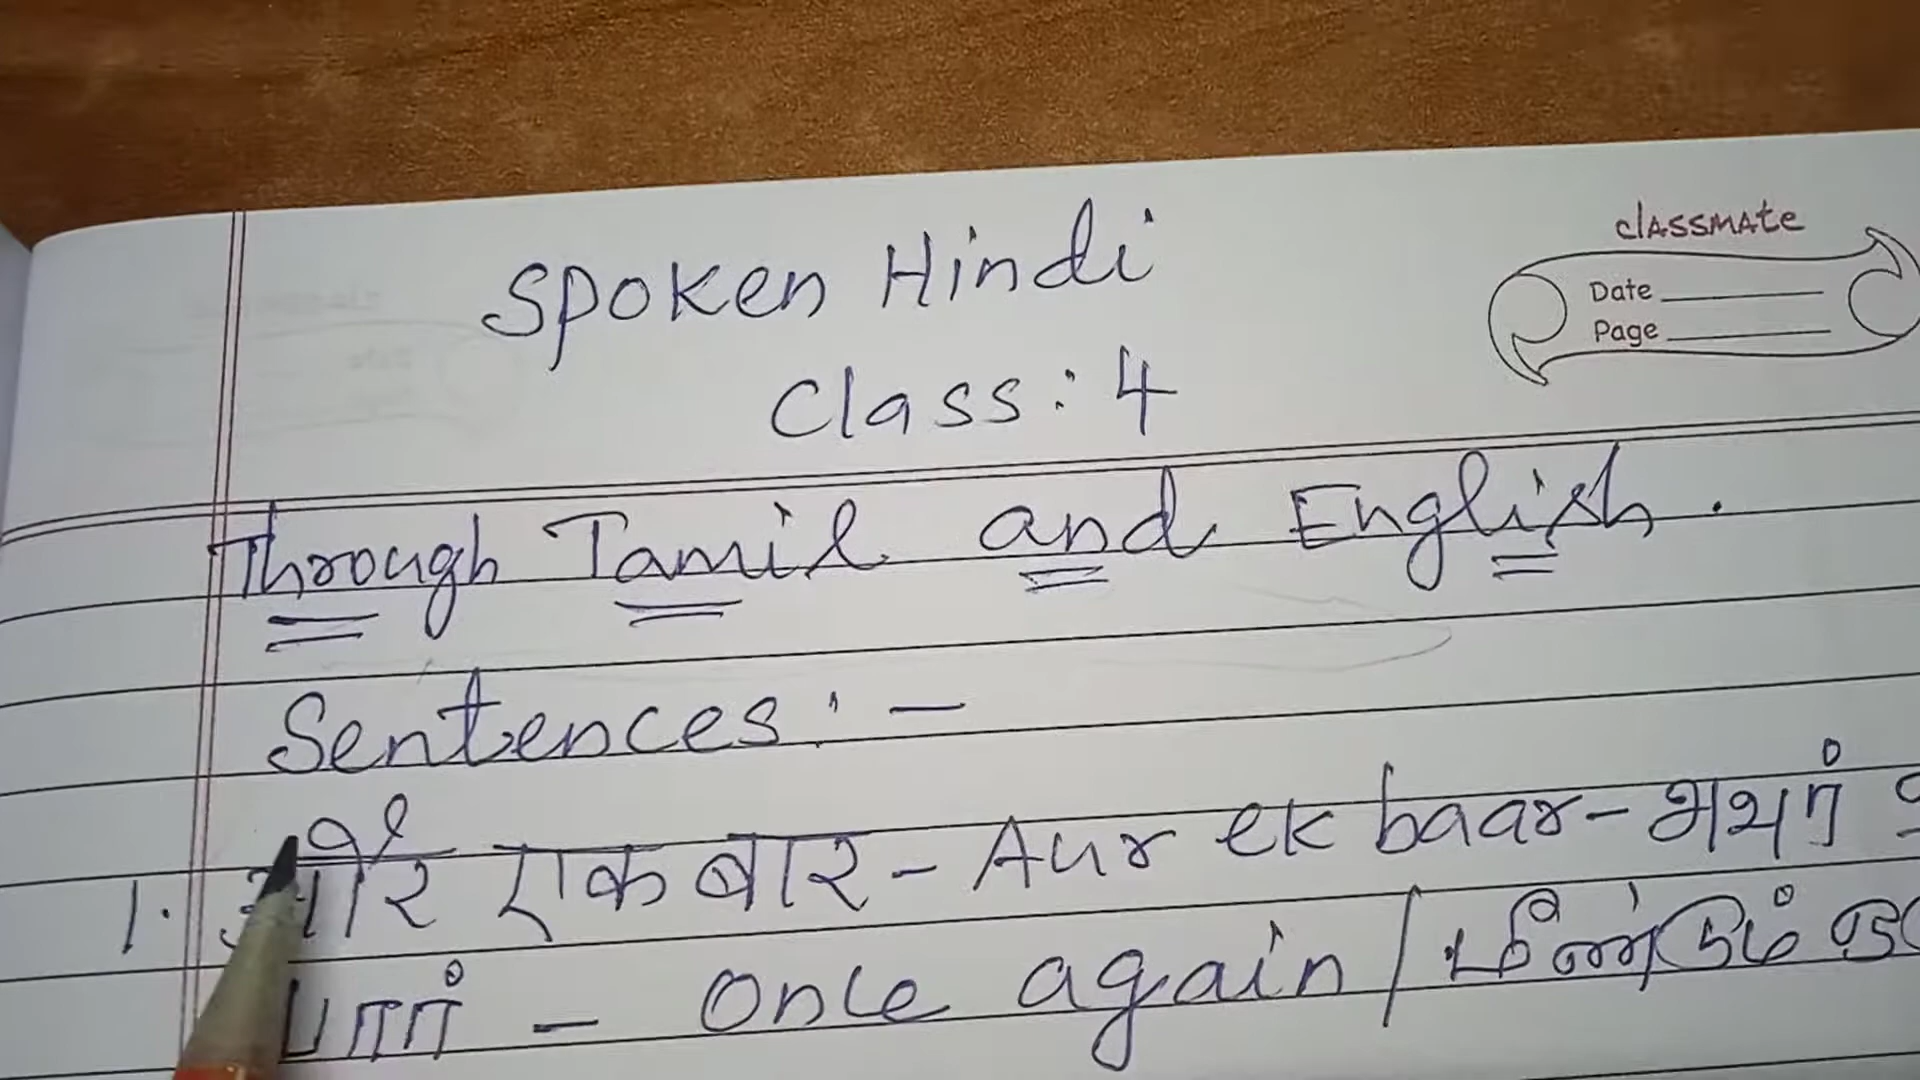 classmate
Date
Page
Spoken Hindi
Class: 4
Through Tamil and English.
Sentences: -
1. और एक बार - Aur ek baar -
பார் - Once again / மீண்டும்